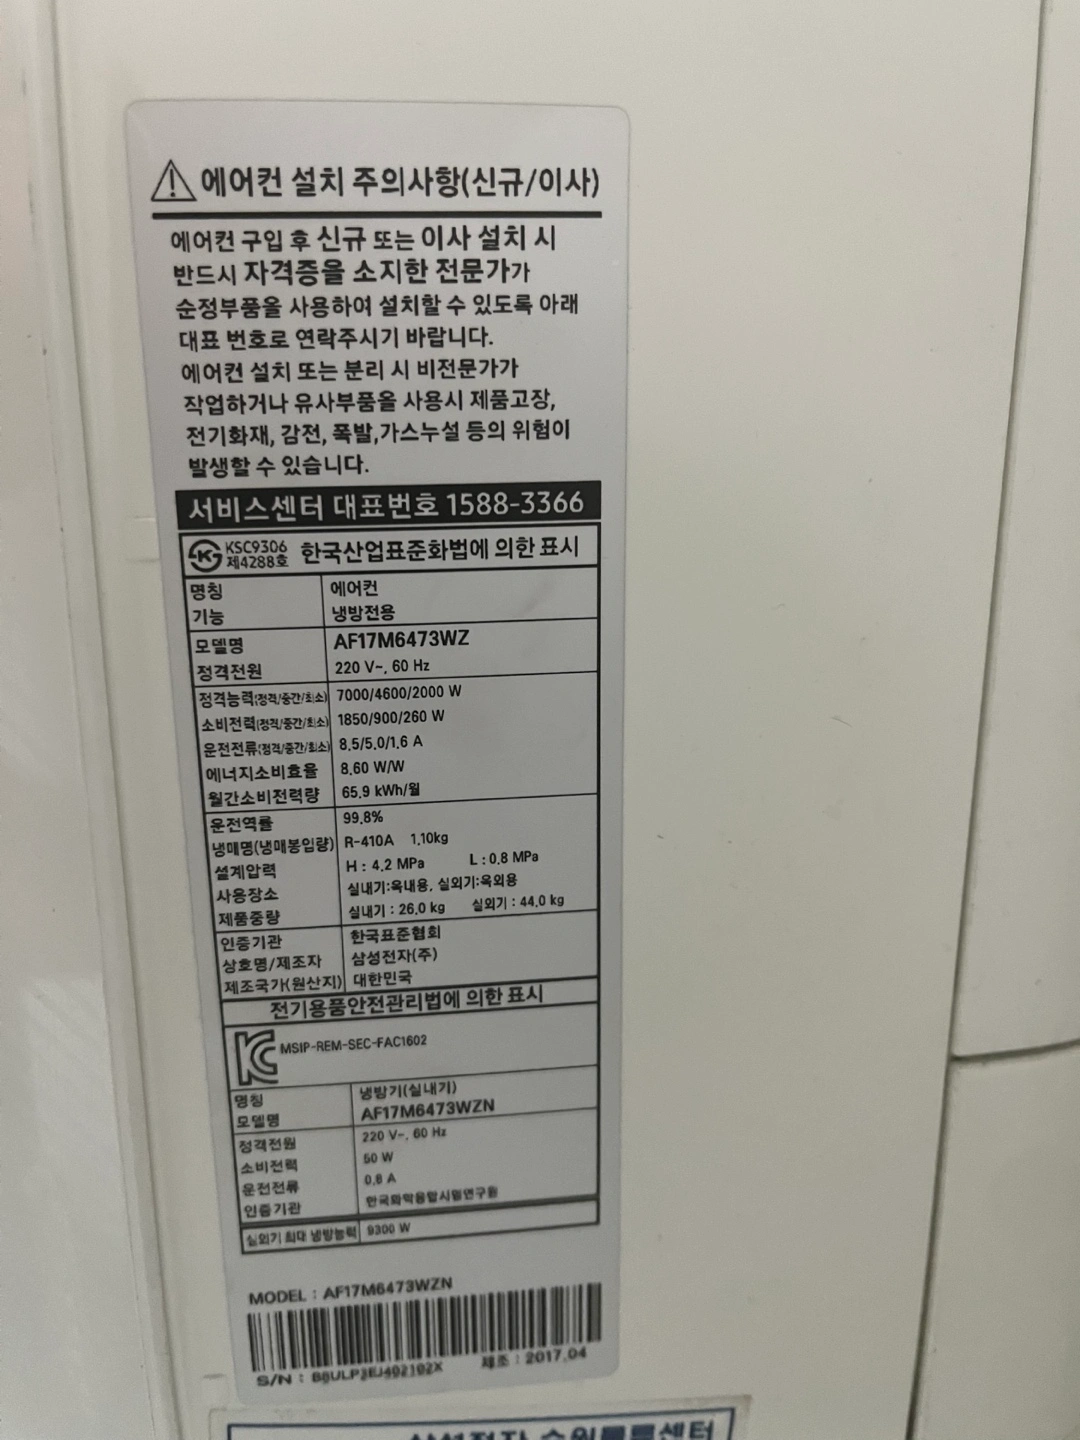 ⚠에어컨 설치 주의사항(신규/이사)
에어컨 구입 후 신규 또는 이사 설치 시
반드시 자격증을 소지한 전문가가
순정부품을 사용하여 설치할 수 있도록 아래
대표 번호로 연락주시기 바랍니다.
에어컨 설치 또는 분리 시 비전문가가
작업하거나 유사부품을 사용시 제품고장,
전기화재, 감전, 폭발,가스누설 등의 위험이
발생할 수 있습니다.
서비스센터 대표번호 1588-3366
KSC9306
제4288호
한국산업표준화법에 의한 표시
명칭 에어컨
기능 냉방전용
모델명 AF17M6473WZ
정격전원 220 V~, 60 Hz
정격능력(정격/중간/최소) 7000/4600/2000 W
소비전력(정격/중간/최소) 1850/900/260 W
운전전류(정격/중간/최소) 8.5/5.0/1.6 A
에너지소비효율 8.60 W/W
월간소비전력량 65.9 kWh/월
운전역률 99.8%
냉매명(냉매봉입량) R-410A 1.10kg
설계압력 H : 4.2 MPa L : 0.8 MPa
사용장소 실내기:옥내용, 실외기:옥외용
제품중량 실내기 : 26.0 kg 실외기 : 44.0 kg
인증기관 한국표준협회
상호명/제조자 삼성전자(주)
제조국가(원산지) 대한민국
전기용품안전관리법에 의한 표시
MSIP-REM-SEC-FAC1602
명칭 냉방기(실내기)
모델명 AF17M6473WZN
정격전원 220 V~, 60 Hz
소비전력 50 W
운전전류 0.8 A
인증기관 한국화학융합시험연구원
실외기 최대 냉방능력 9300 W
MODEL : AF17M6473WZN
S/N : 제조 : 2017.04
삼성전자